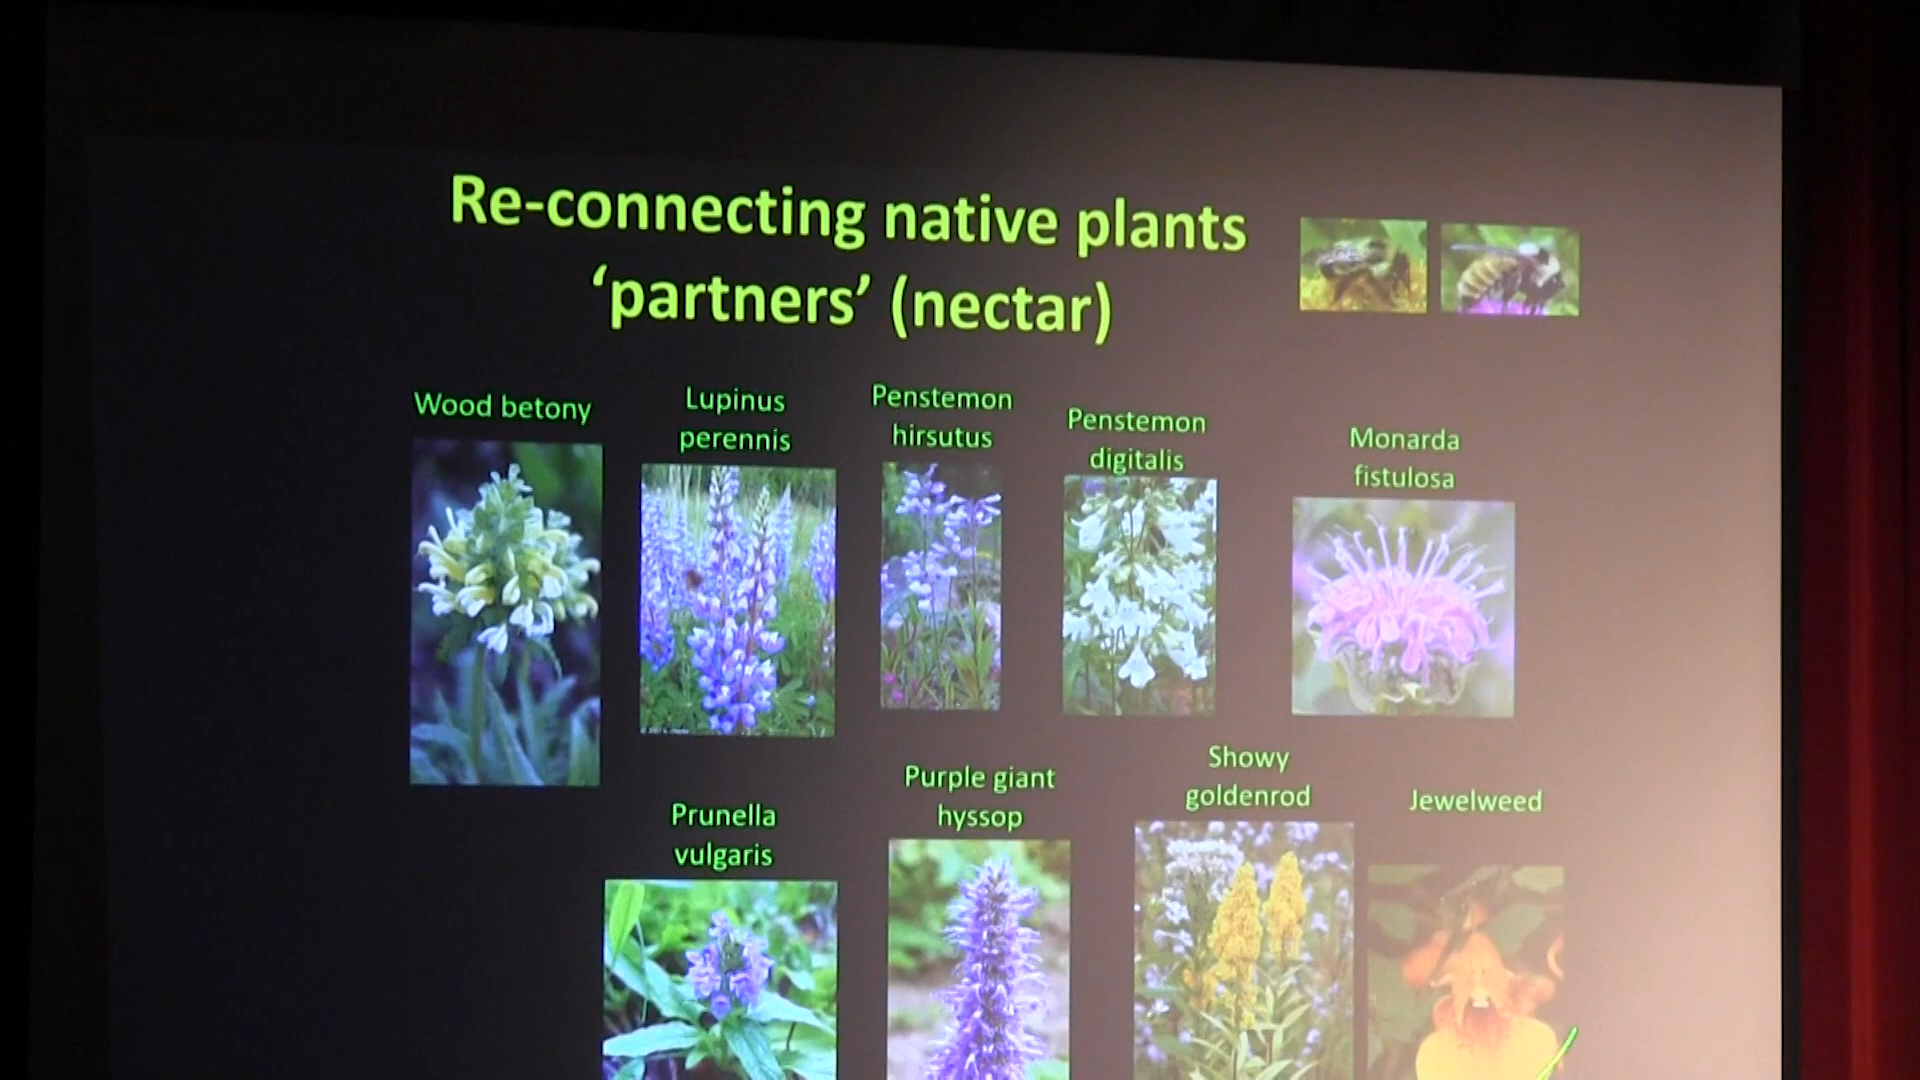 Re-connecting native plants
‘partners’ (nectar)
Wood betony
Lupinus
perennis
Penstemon
hirsutus
Penstemon
digitalis
Monarda
fistulosa
Prunella
vulgaris
Purple giant
hyssop
Showy
goldenrod
Jewelweed